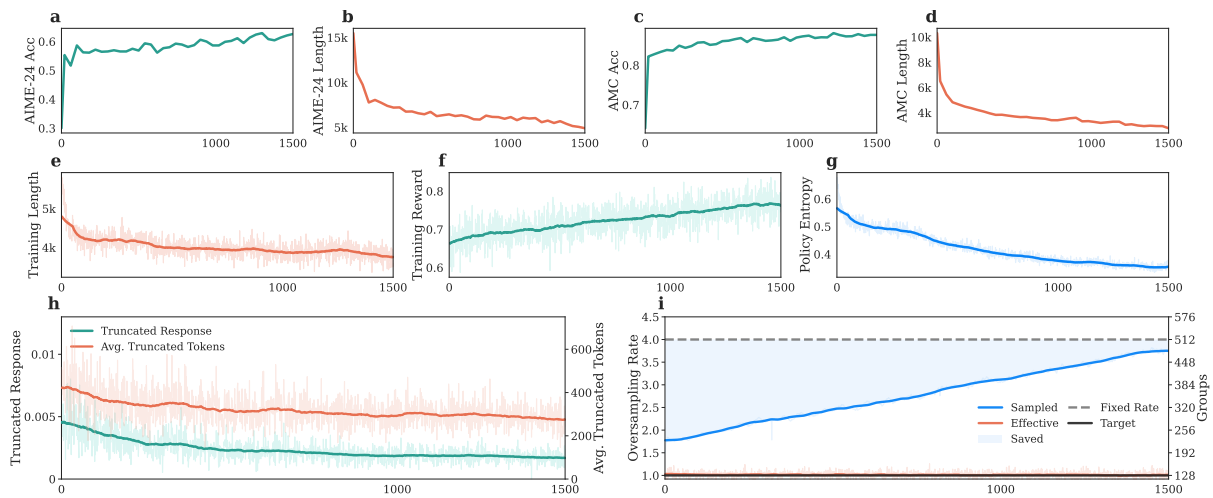 a
AIME-24 Acc
0.6
0.5
0.4
0.3
0
1000
1500
b
AIME-24 Length
15k
10k
5k
0
1000
1500
c
AMC Acc
0.8
0.7
0
1000
1500
d
AMC Length
10k
8k
6k
4k
0
1000
1500
e
Training Length
5k
4k
0
1000
1500
f
Training Reward
0.8
0.7
0.6
0
1000
1500
g
Policy Entropy
0.6
0.5
0.4
0
1000
1500
h
Truncated Response
0.01
0.005
0
Truncated Response
Avg. Truncated Tokens
600
400
200
0
Avg. Truncated Tokens
0
1000
1500
i
Oversampling Rate
4.5
4.0
3.5
3.0
2.5
2.0
1.5
1.0
Sampled
Effective
Saved
Fixed Rate
Target
576
512
448
384
320
256
192
128
Groups
0
1000
1500